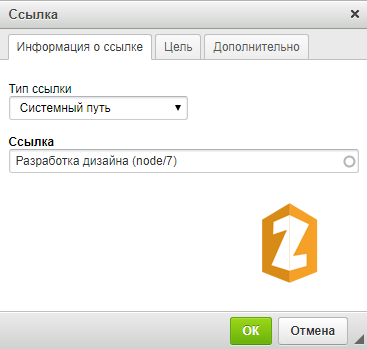 Ссылка
Информация о ссылке Цель Дополнительно
Тип ссылки
Системный путь
Ссылка
Разработка дизайна (node/7)
ОК Отмена